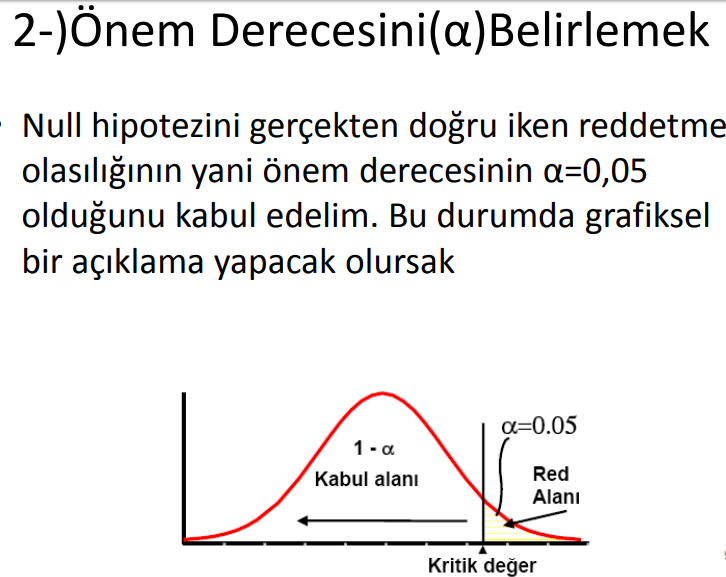 2-)Önem Derecesini(α)Belirlemek
• Null hipotezini gerçekten doğru iken reddetme
olasılığının yani önem derecesinin α=0,05
olduğunu kabul edelim. Bu durumda grafiksel
bir açıklama yapacak olursak
α=0.05
1 - α
Kabul alanı
Red
Alanı
Kritik değer